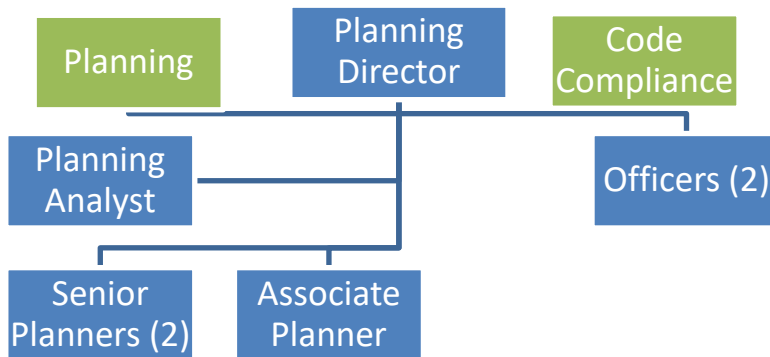 Planning
Planning
Director
Code
Compliance
Planning
Analyst
Officers (2)
Senior
Planners (2)
Associate
Planner